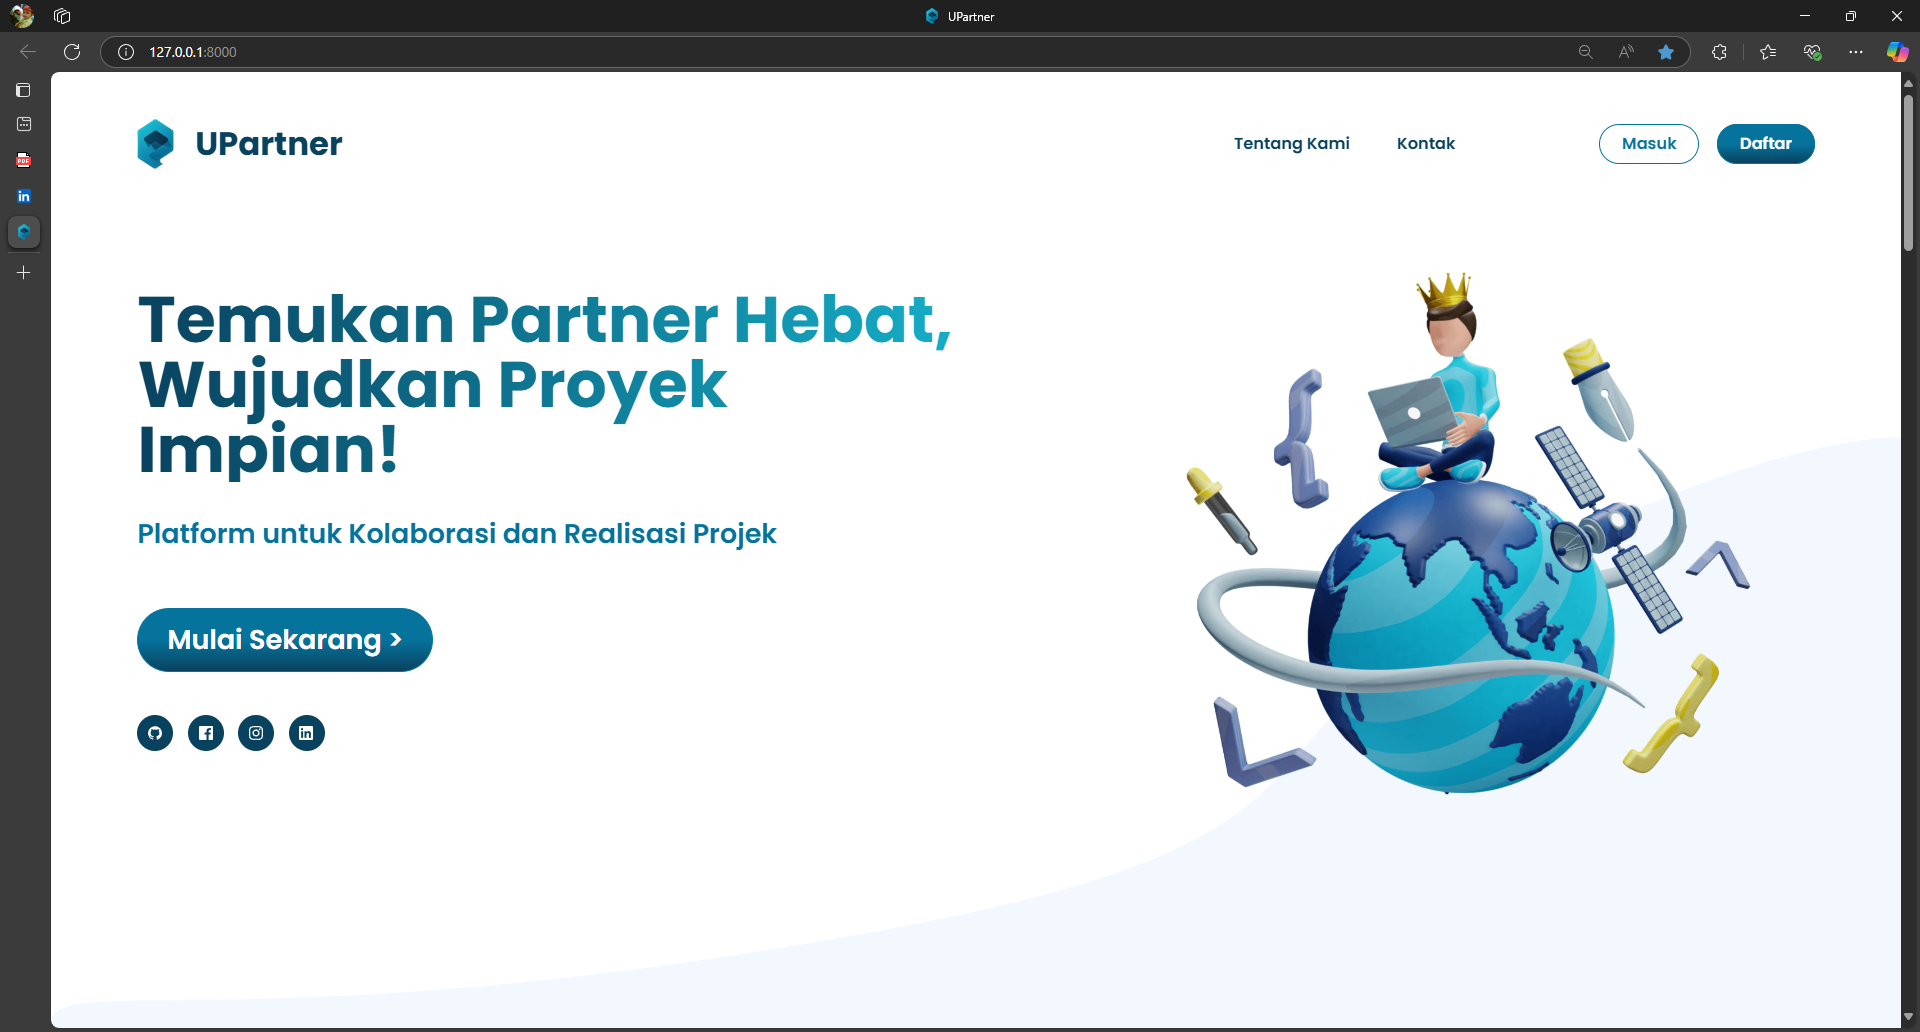 UPartner
127.0.0.1:8000
UPartner
Tentang Kami
Kontak
Masuk
Daftar
Temukan Partner Hebat,
Wujudkan Proyek
Impian!
Platform untuk Kolaborasi dan Realisasi Projek
Mulai Sekarang >